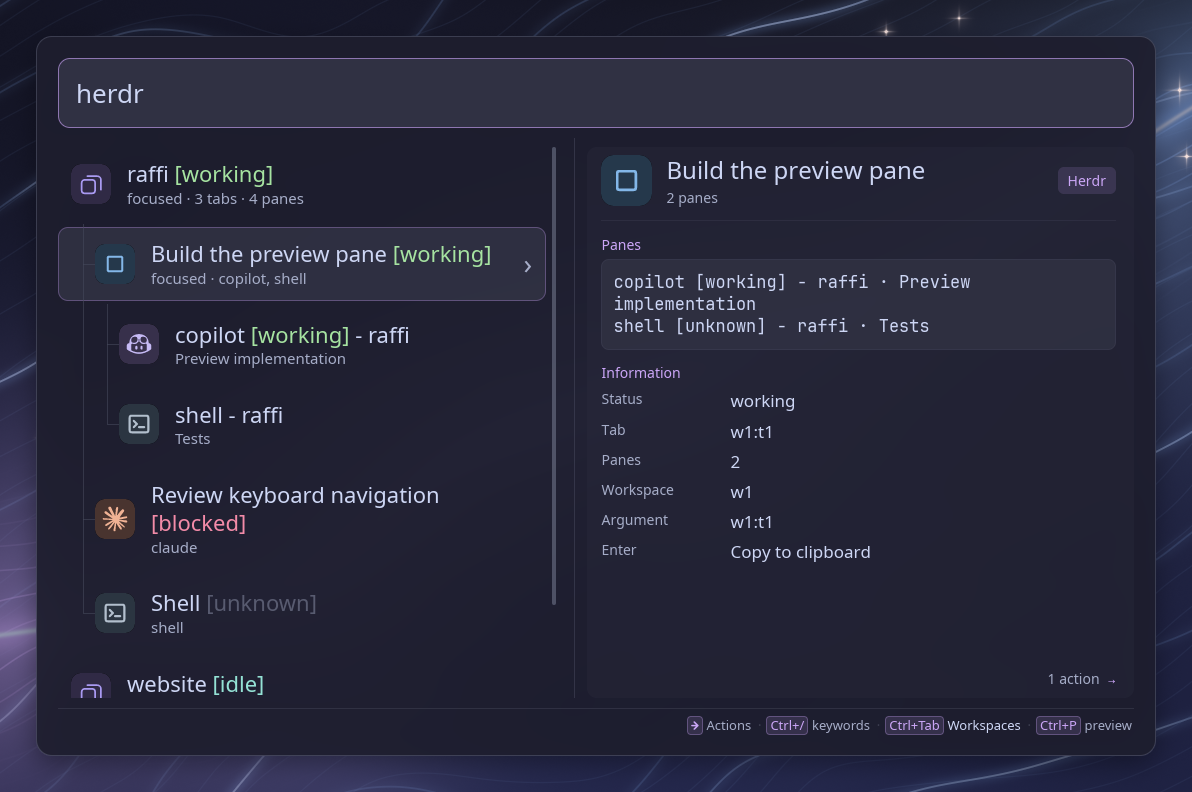 herdr
raffi [working]
focused · 3 tabs · 4 panes
Build the preview pane [working]
focused · copilot, shell
copilot [working] - raffi
Preview implementation
shell - raffi
Tests
Review keyboard navigation
[blocked]
claude
Shell [unknown]
shell
website [idle]
Build the preview pane
2 panes
Herdr
Panes
copilot [working] - raffi · Preview
implementation
shell [unknown] - raffi · Tests
Information
Status working
Tab w1:t1
Panes 2
Workspace w1
Argument w1:t1
Enter Copy to clipboard
1 action →
→ Actions · Ctrl+/ keywords · Ctrl+Tab Workspaces · Ctrl+P preview